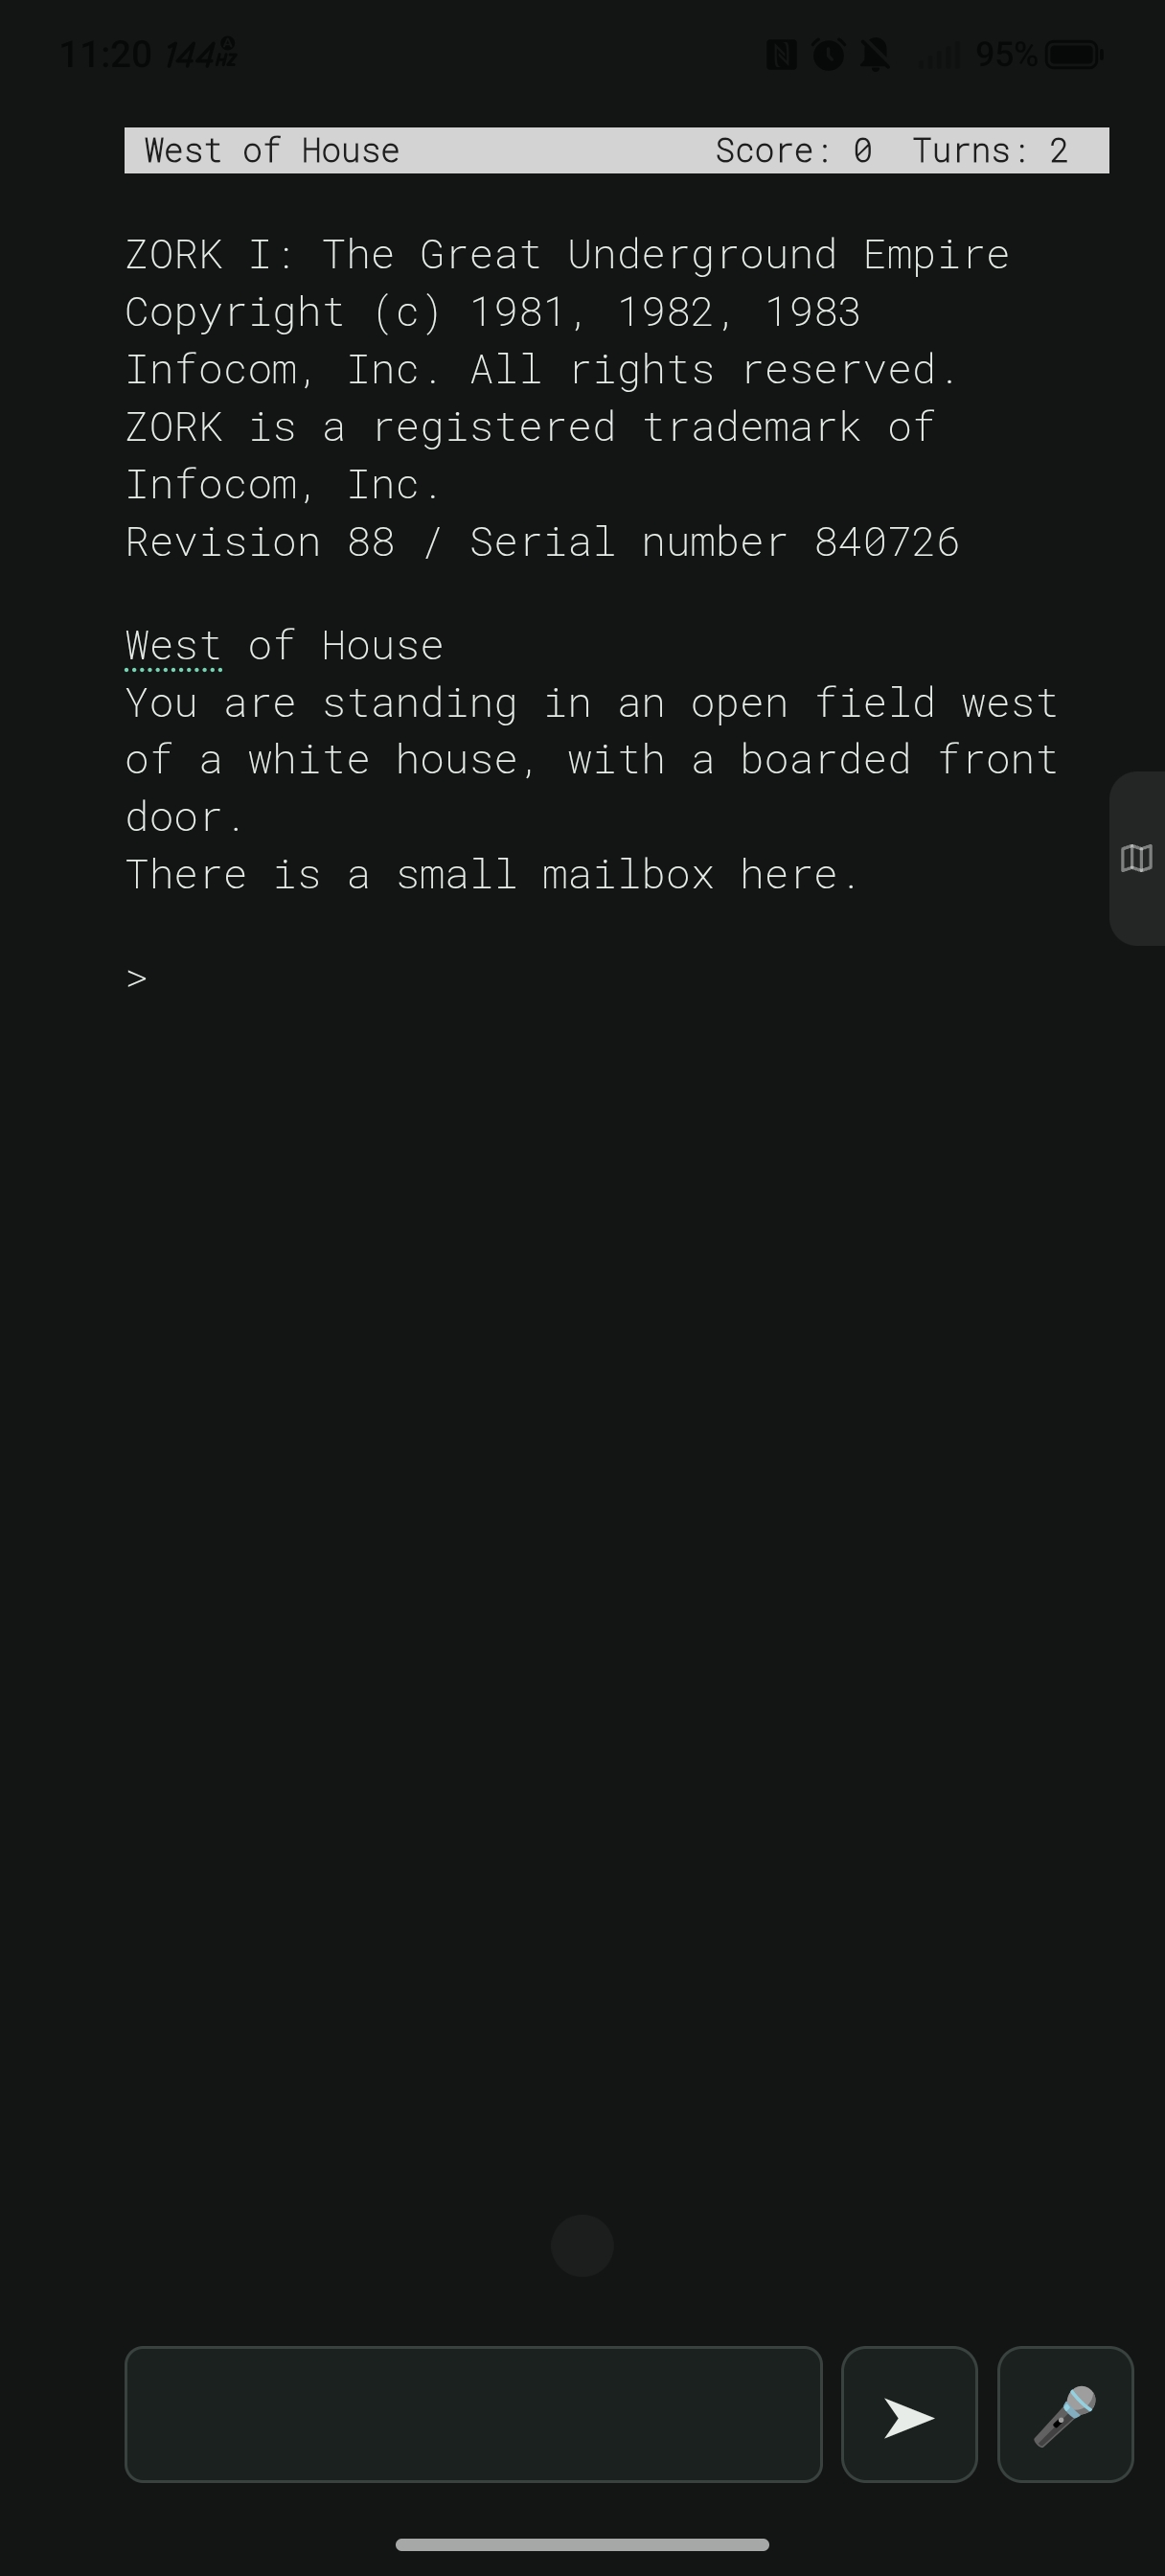 11:20 144HZ 95%
West of House Score: 0 Turns: 2
ZORK I: The Great Underground Empire
Copyright (c) 1981, 1982, 1983
Infocom, Inc. All rights reserved.
ZORK is a registered trademark of
Infocom, Inc.
Revision 88 / Serial number 840726
West of House
You are standing in an open field west
of a white house, with a boarded front
door.
There is a small mailbox here.
>